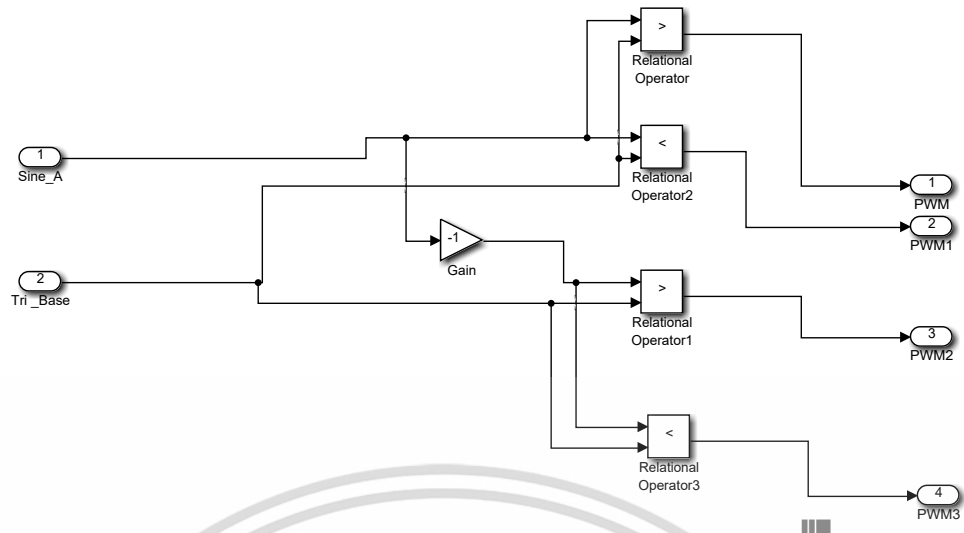 >
Relational
Operator
1
Sine_A
<
Relational
Operator2
1
PWM
2
PWM1
-1
Gain
2
Tri _Base
>
Relational
Operator1
3
PWM2
<
Relational
Operator3
4
PWM3